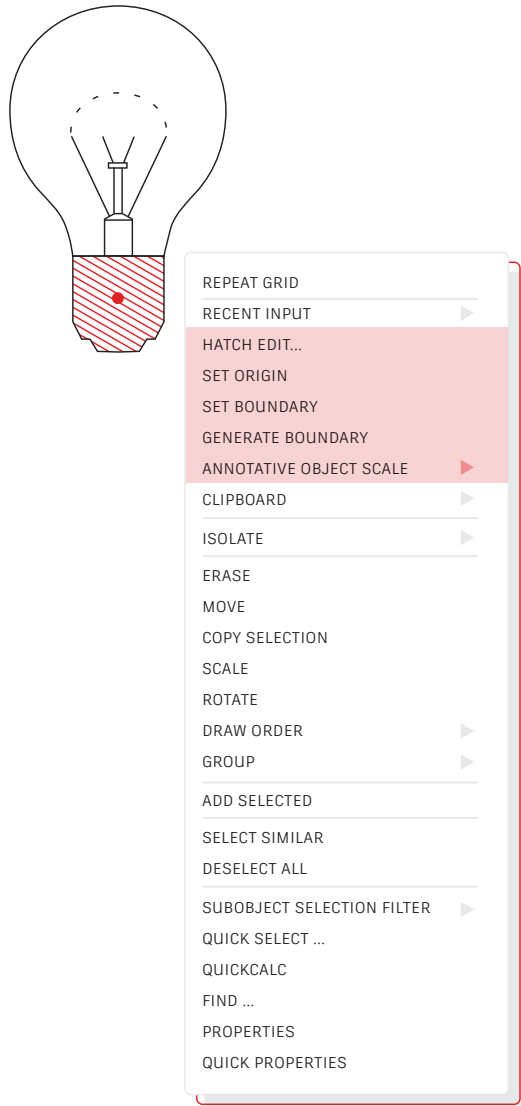 REPEAT GRID
RECENT INPUT
HATCH EDIT...
SET ORIGIN
SET BOUNDARY
GENERATE BOUNDARY
ANNOTATIVE OBJECT SCALE
CLIPBOARD
ISOLATE
ERASE
MOVE
COPY SELECTION
SCALE
ROTATE
DRAW ORDER
GROUP
ADD SELECTED
SELECT SIMILAR
DESELECT ALL
SUBOBJECT SELECTION FILTER
QUICK SELECT ...
QUICKCALC
FIND ...
PROPERTIES
QUICK PROPERTIES